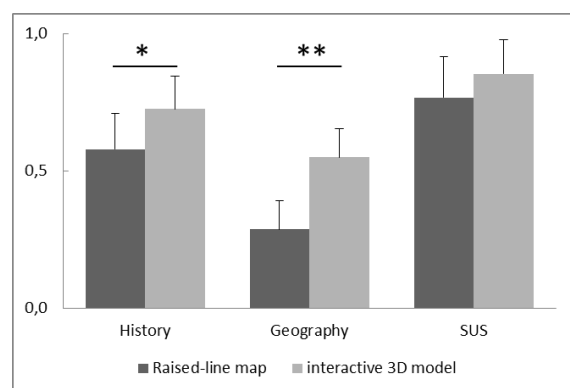 1,0
* **
0,5
0,0
History Geography SUS
Raised-line map interactive 3D model